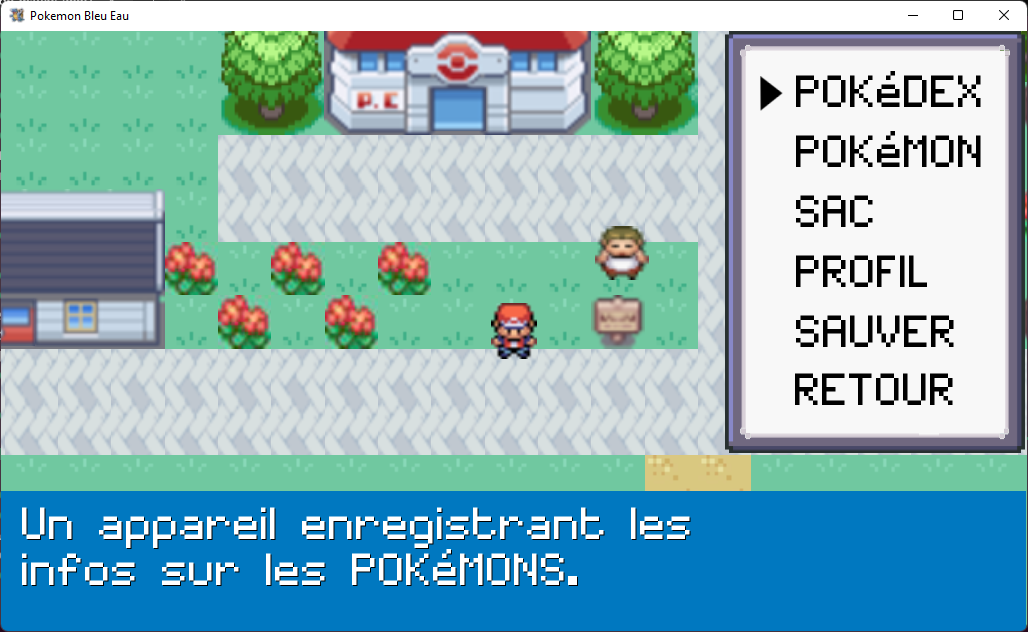 Pokemon Bleu Eau
P.C
POKéDEX
POKéMON
SAC
PROFIL
SAUVER
RETOUR
Un appareil enregistrant les
infos sur les POKéMONS.